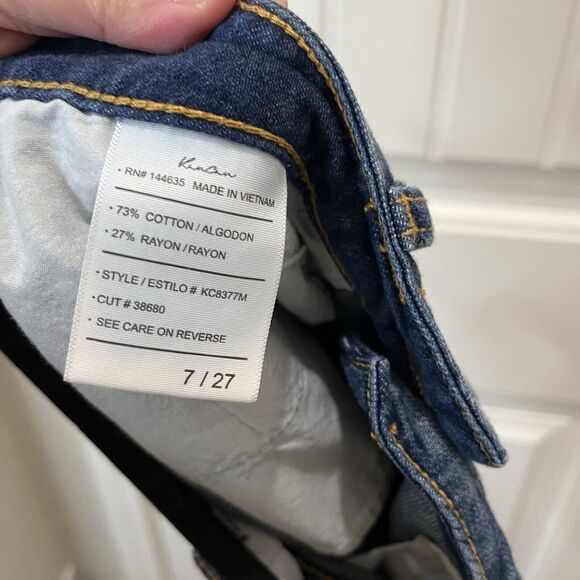 KanCan
• RN# 144635 MADE IN VIETNAM
• 73% COTTON / ALGODON
• 27% RAYON / RAYON
• STYLE / ESTILO # KC8377M
• CUT # 38680
• SEE CARE ON REVERSE
7 / 27